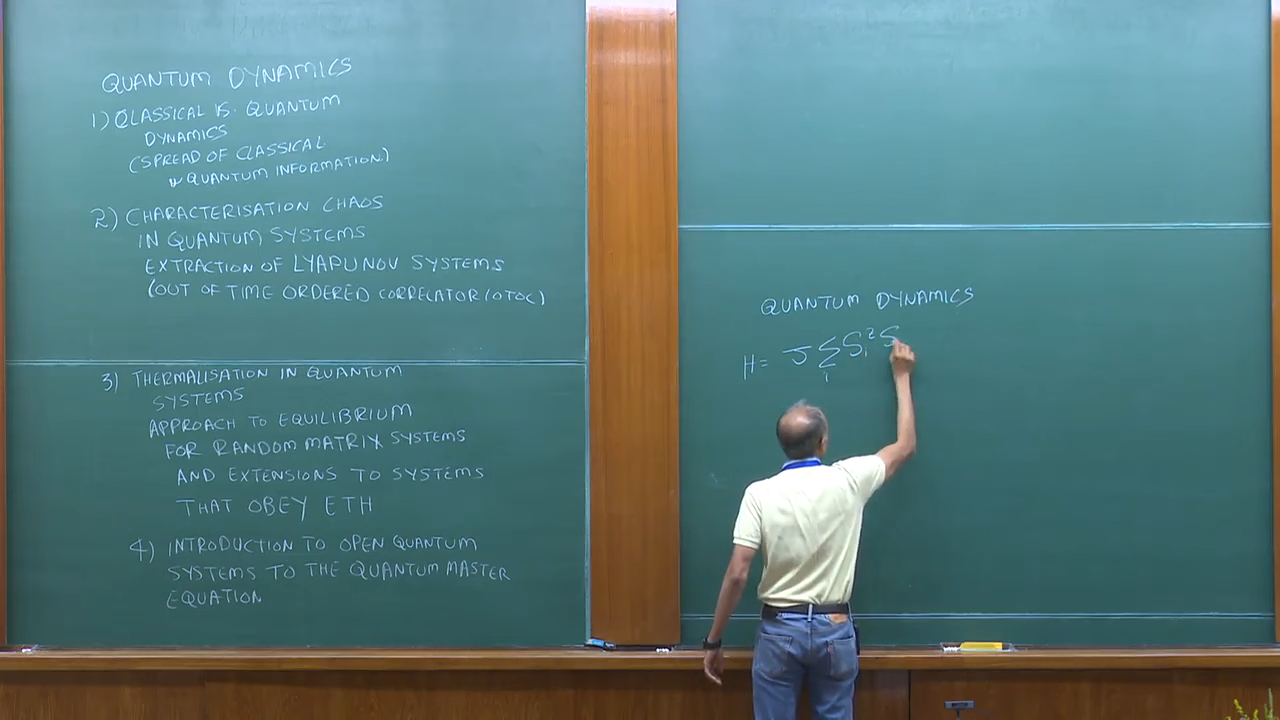 QUANTUM DYNAMICS
1) CLASSICAL VS. QUANTUM
DYNAMICS
(SPREAD OF CLASSICAL
QUANTUM INFORMATION)
2) CHARACTERISATION CHAOS
IN QUANTUM SYSTEMS
EXTRACTION OF LYAPUNOV SYSTEMS
(OUT OF TIME ORDERED CORRELATOR/OTOC)
3) THERMALISATION IN QUANTUM
SYSTEMS
APPROACH TO EQUILIBRIUM
FOR RANDOM MATRIX SYSTEMS
AND EXTENSIONS TO SYSTEMS
THAT OBEY ETH
4) INTRODUCTION TO OPEN QUANTUM
SYSTEMS TO THE QUANTUM MASTER
EQUATION
QUANTUM DYNAMICS
H = J ∑_i S_i^z S